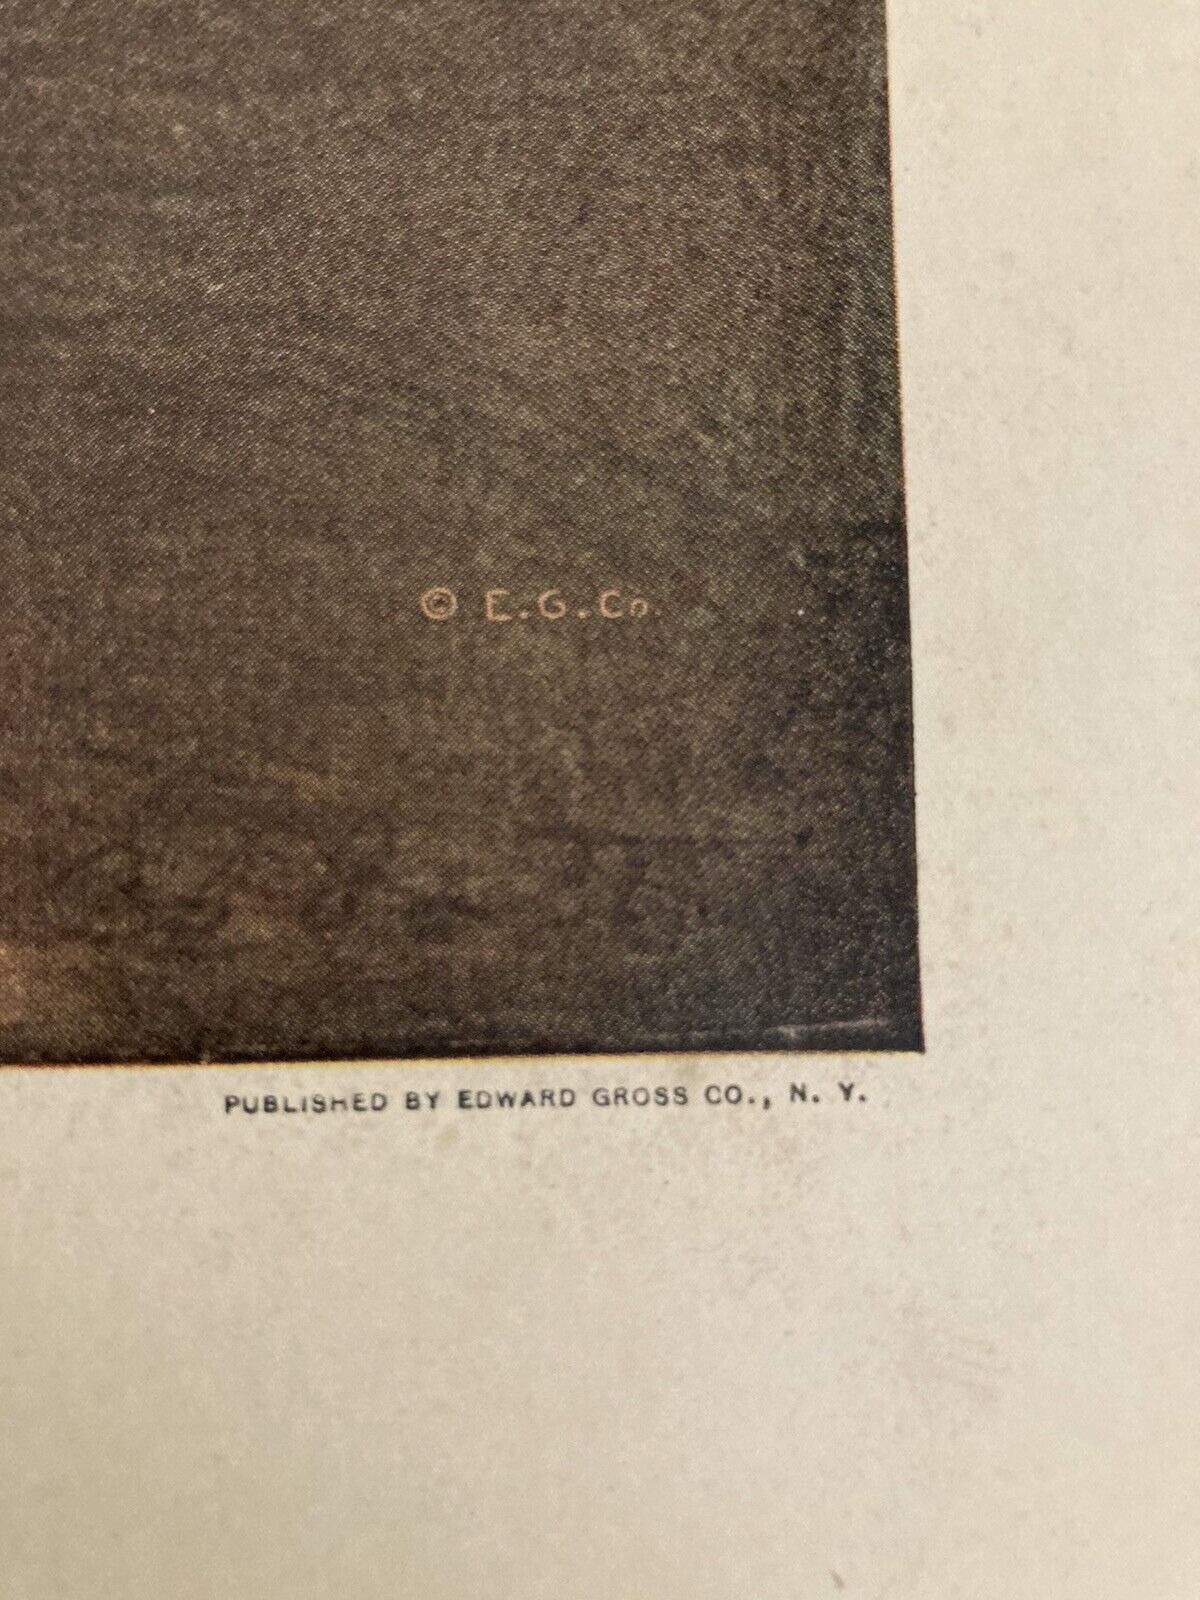 © E.G.Co.
PUBLISHED BY EDWARD GROSS CO., N. Y.